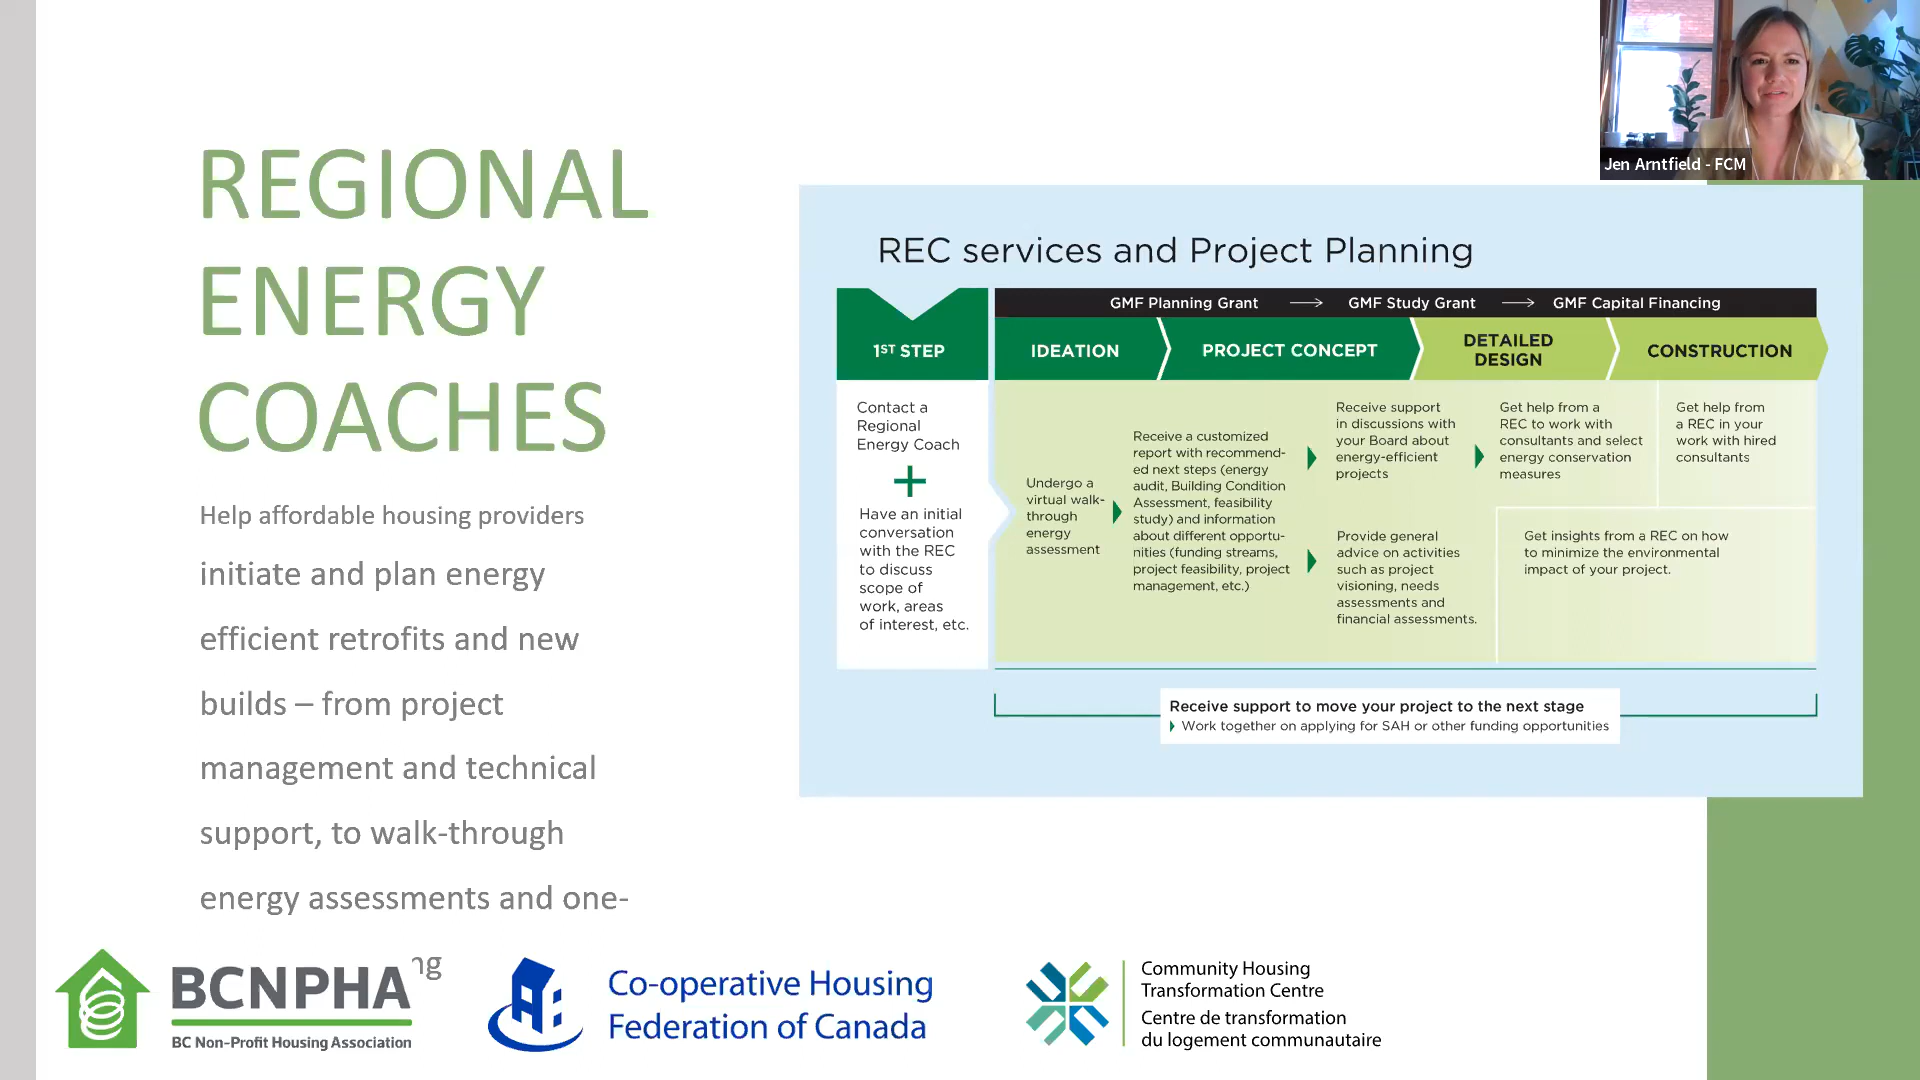 REGIONAL
ENERGY
COACHES
Help affordable housing providers
initiate and plan energy
efficient retrofits and new
builds – from project
management and technical
support, to walk-through
energy assessments and one-
ng
Jen Arntfield - FCM
REC services and Project Planning
GMF Planning Grant → GMF Study Grant → GMF Capital Financing
1ST STEP
IDEATION
PROJECT CONCEPT
DETAILED
DESIGN
CONSTRUCTION
Contact a
Regional
Energy Coach
+
Have an initial
conversation
with the REC
to discuss
scope of
work, areas
of interest, etc.
Undergo a
virtual walk-
through
energy
assessment
Receive a customized
report with recommend-
ed next steps (energy
audit, Building Condition
Assessment, feasibility
study) and information
about different opportu-
nities (funding streams,
project feasibility, project
management, etc.)
Receive support
in discussions with
your Board about
energy-efficient
projects
Provide general
advice on activities
such as project
visioning, needs
assessments and
financial assessments.
Get help from a
REC to work with
consultants and select
energy conservation
measures
Get help from
a REC in your
work with hired
consultants
Get insights from a REC on how
to minimize the environmental
impact of your project.
Receive support to move your project to the next stage
Work together on applying for SAH or other funding opportunities
BCNPHA
BC Non-Profit Housing Association
Co-operative Housing
Federation of Canada
Community Housing
Transformation Centre
Centre de transformation
du logement communautaire